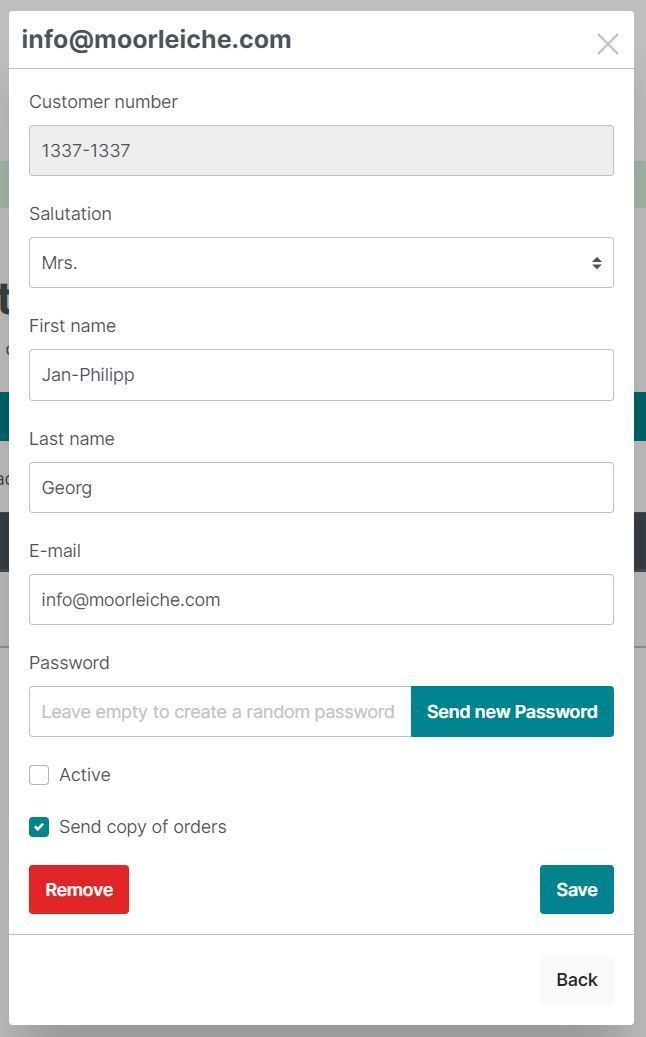 info@moorleiche.com
Customer number
1337-1337
Salutation
Mrs.
First name
Jan-Philipp
Last name
Georg
E-mail
info@moorleiche.com
Password
Leave empty to create a random password
Send new Password
Active
Send copy of orders
Remove
Save
Back